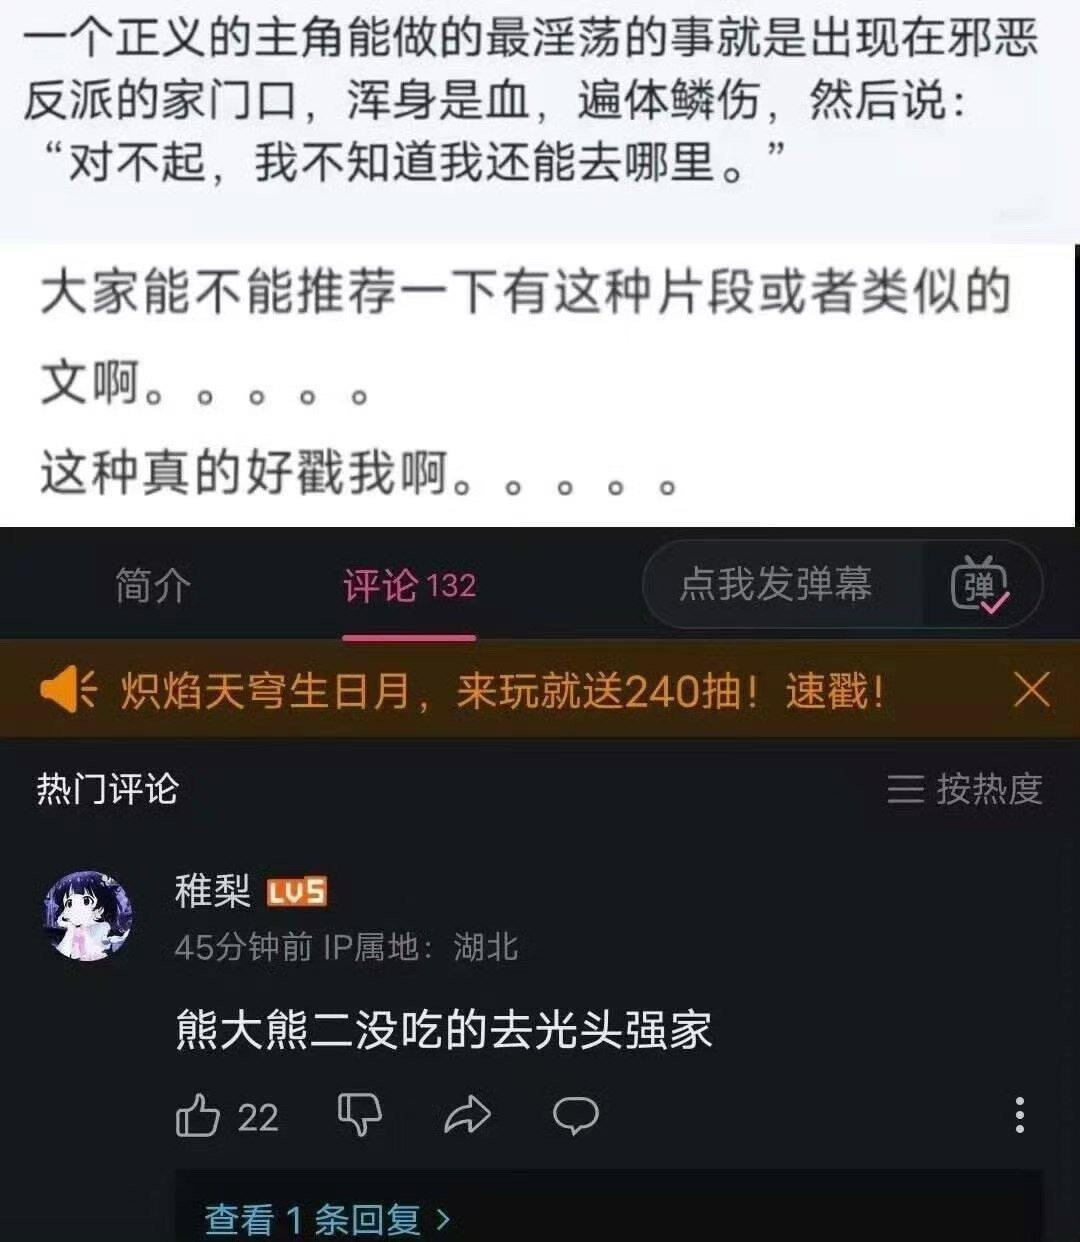 一个正义的主角能做的最淫荡的事就是出现在邪恶
反派的家门口，浑身是血，遍体鳞伤，然后说：
“对不起，我不知道我还能去哪里。”
大家能不能推荐一下有这种片段或者类似的
文啊。。。。。
这种真的好戳我啊。。。。。
简介 评论 132 点我发弹幕 弹
炽焰天穹生日月，来玩就送240抽！速戳！
热门评论 按热度
稚梨 LV5
45分钟前 IP属地：湖北
熊大熊二没吃的去光头强家
22
查看 1 条回复 >